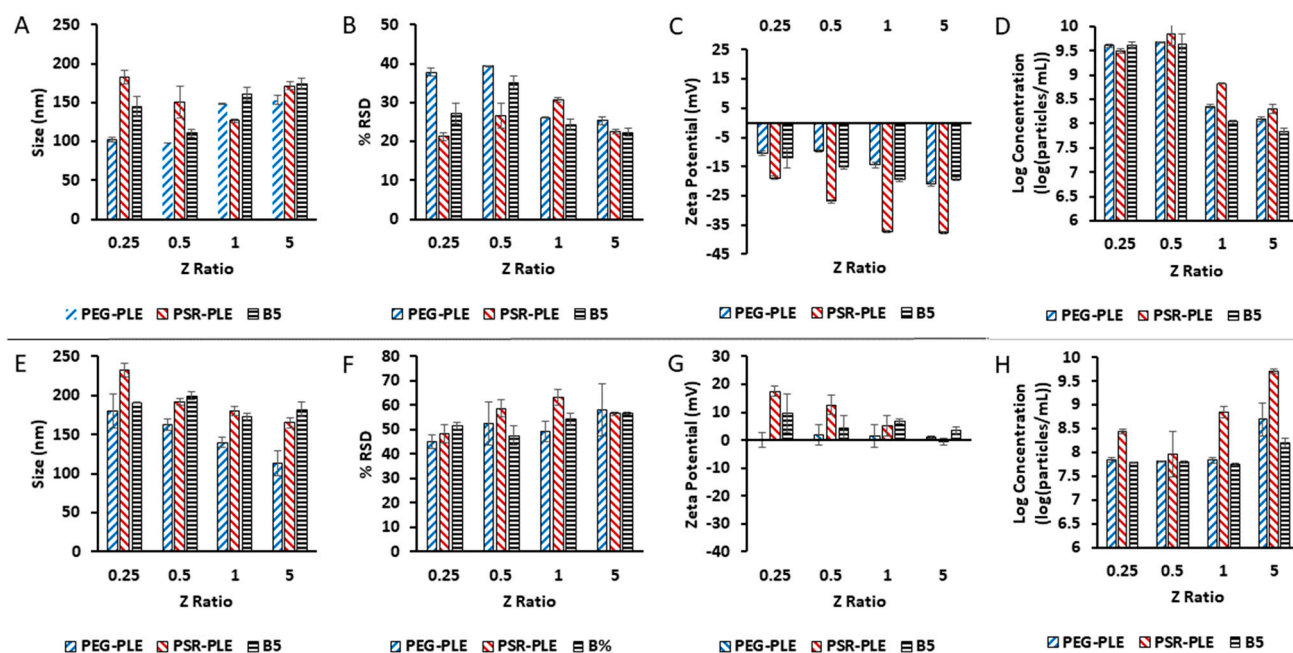 A
Size (nm)
250
200
150
100
50
0
0.25 0.5 1 5
Z Ratio
PEG-PLE PSR-PLE B5
B
% RSD
50
40
30
20
10
0
0.25 0.5 1 5
Z Ratio
PEG-PLE PSR-PLE B5
C
0.25 0.5 1 5
Zeta Potential (mV)
25
15
5
-5
-15
-25
-35
-45
Z Ratio
PEG-PLE PSR-PLE B5
D
Log Concentration
(log(particles/mL))
10
9.5
9
8.5
8
7.5
7
6.5
6
0.25 0.5 1 5
Z Ratio
PEG-PLE PSR-PLE B5
E
Size (nm)
250
200
150
100
50
0
0.25 0.5 1 5
Z Ratio
PEG-PLE PSR-PLE B5
F
% RSD
80
70
60
50
40
30
20
10
0
0.25 0.5 1 5
Z Ratio
PEG-PLE PSR-PLE B%
G
Zeta Potential (mV)
30
20
10
0
-10
-20
-30
-40
0.25 0.5 1 5
Z Ratio
PEG-PLE PSR-PLE B5
H
Log Concentration
(log(particles/mL))
10
9.5
9
8.5
8
7.5
7
6.5
6
0.25 0.5 1 5
Z Ratio
PEG-PLE PSR-PLE B5